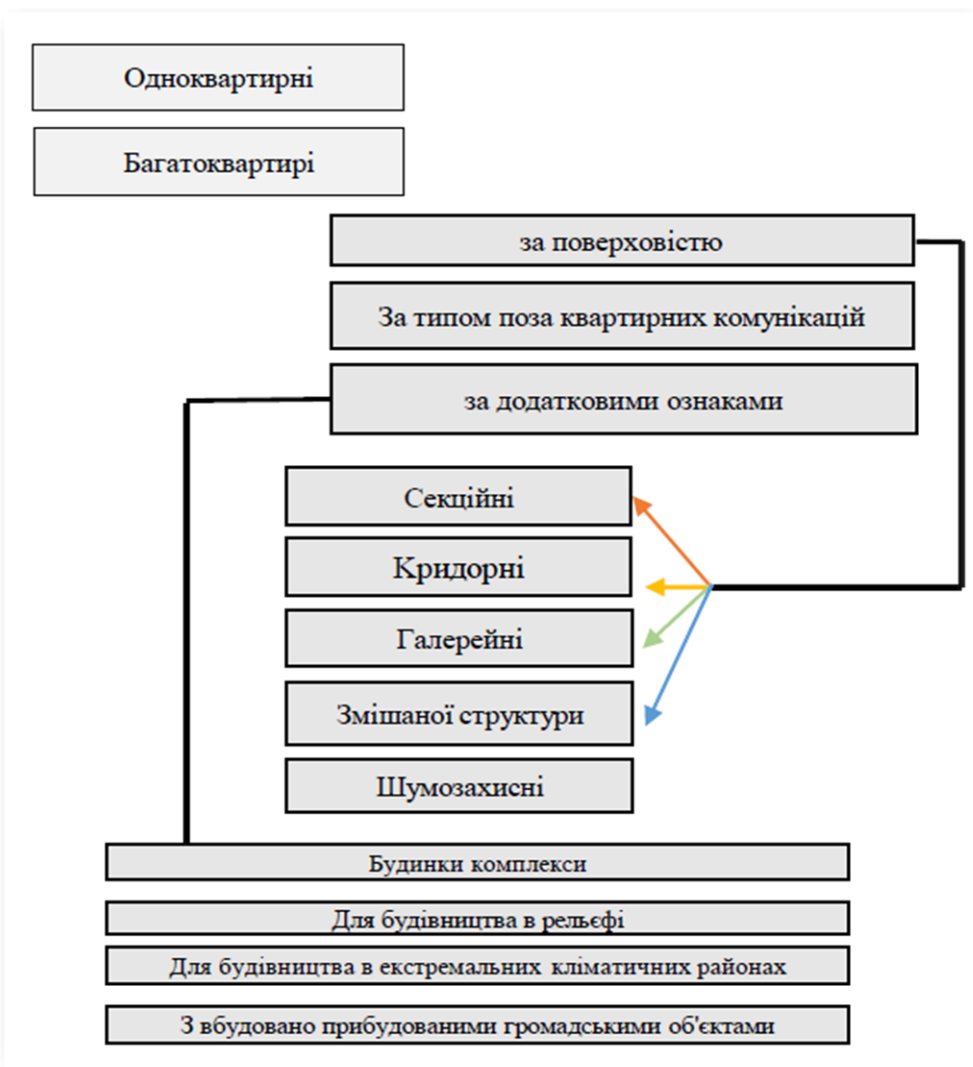 Одноквартирні
Багатоквартирі
за поверховістю
За типом поза квартирних комунікацій
за додатковими ознаками
Секційні
Кридорні
Галерейні
Змішаної структури
Шумозахисні
Будинки комплекси
Для будівництва в рельєфі
Для будівництва в екстремальних кліматичних районах
З вбудовано прибудованими громадськими об'єктами